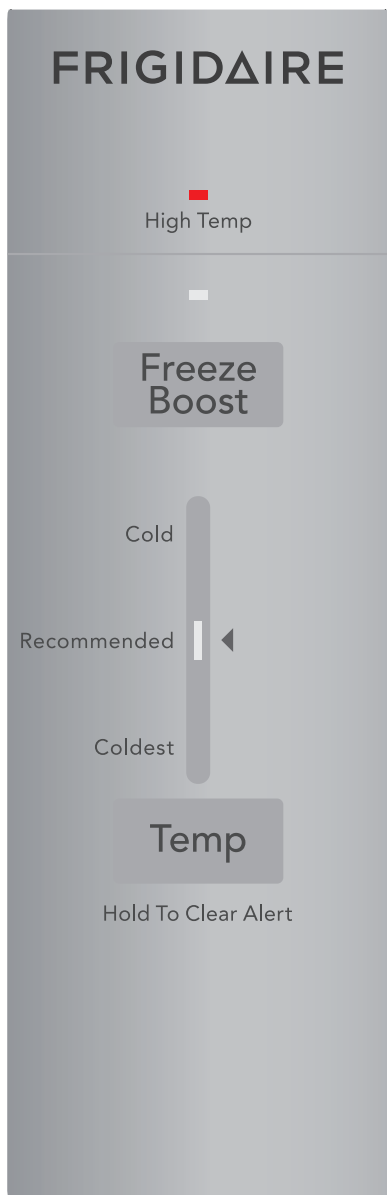 FRIGIDAIRE
High Temp
Freeze
Boost
Cold
Recommended
Coldest
Temp
Hold To Clear Alert